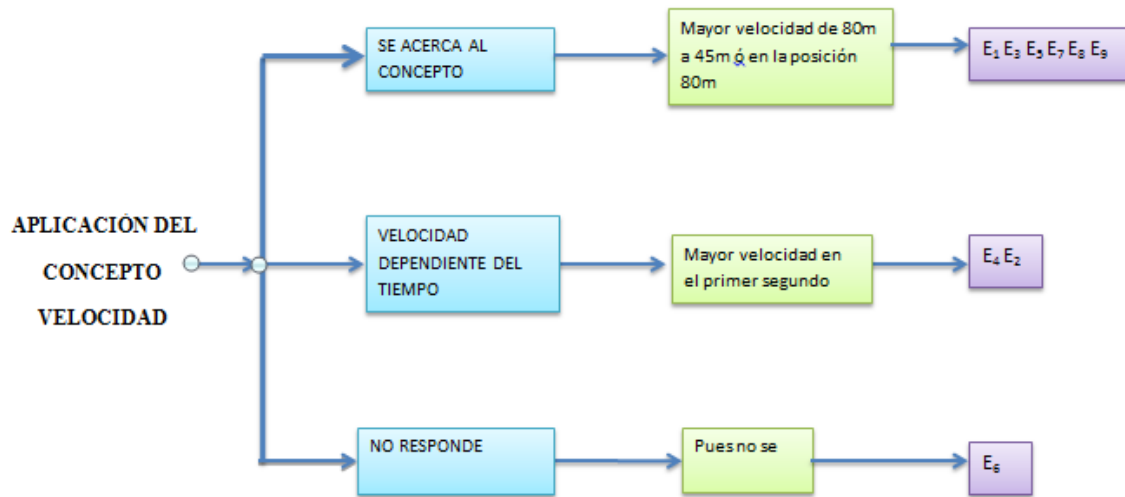 APLICACIÓN DEL
CONCEPTO
VELOCIDAD
SE ACERCA AL
CONCEPTO
Mayor velocidad de 80m
a 45m ó en la posición
80m
E₁ E₃ E₅ E₇ E₈ E₉
VELOCIDAD
DEPENDIENTE DEL
TIEMPO
Mayor velocidad en
el primer segundo
E₄ E₂
NO RESPONDE
Pues no se
E₆